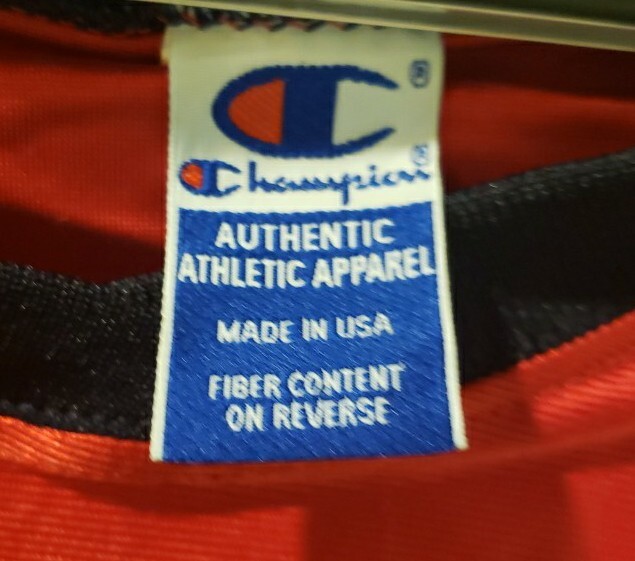 ®
Champion®
AUTHENTIC
ATHLETIC APPAREL
MADE IN USA
FIBER CONTENT
ON REVERSE